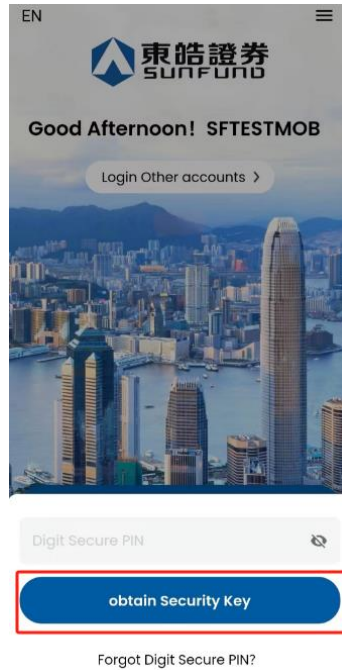 EN
東皓證券
SUNFUND
Good Afternoon! SFTESTMOB
Login Other accounts >
Digit Secure PIN
obtain Security Key
Forgot Digit Secure PIN?